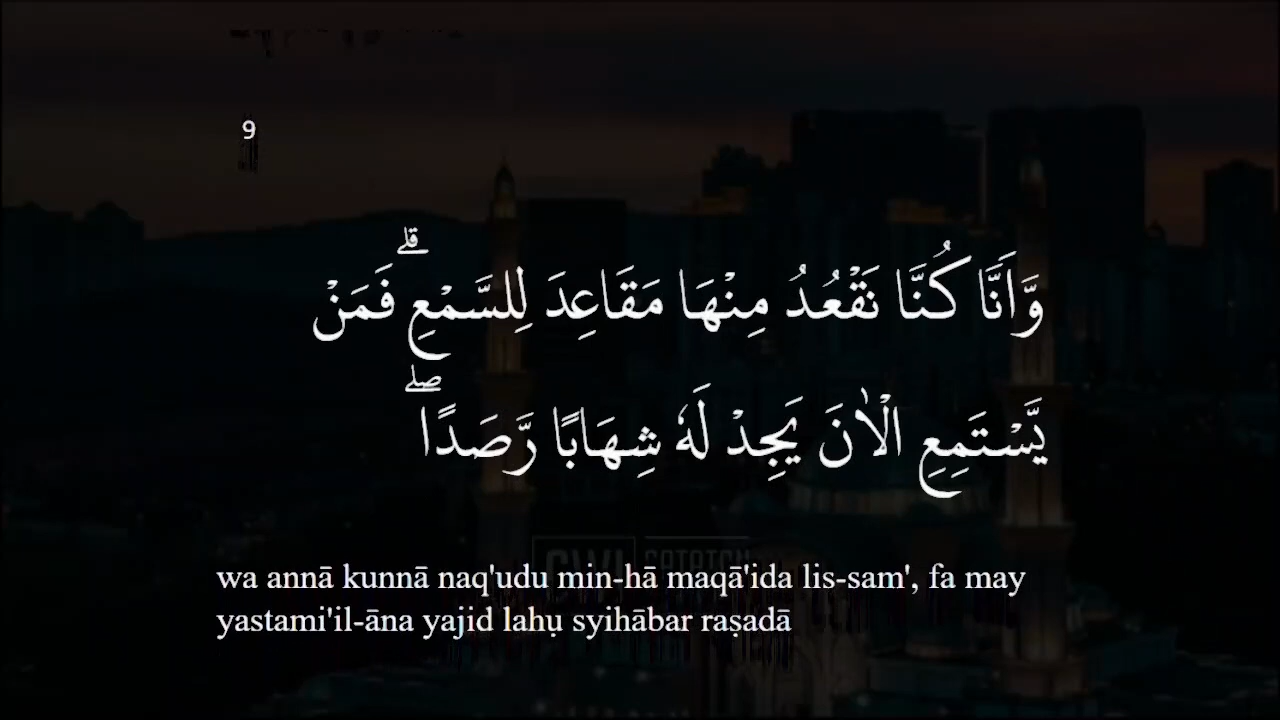 9
وَّاَنَّا كُنَّا نَقْعُدُ مِنْهَا مَقَاعِدَ لِلسَّمْعِۗ فَمَنْ
يَّسْتَمِعِ الْاٰنَ يَجِدْ لَهٗ شِهَابًا رَّصَدًاۖ
wa annā kunnā naq'udu min-hā maqā'ida lis-sam', fa may
yastami'il-āna yajid lahụ syihābar raṣadā